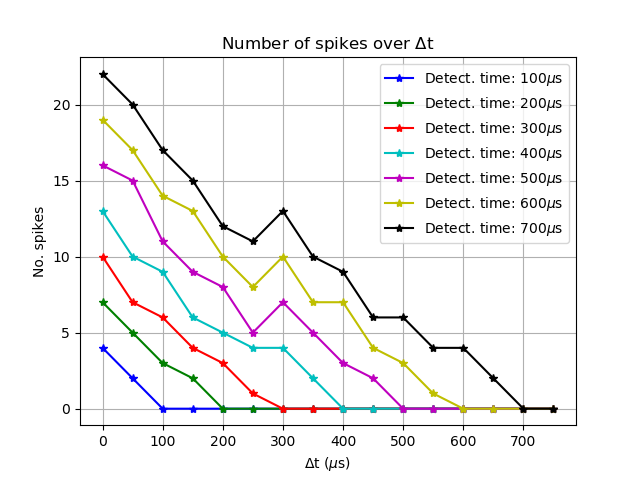 Number of spikes over Δt
No. spikes
20
15
10
5
0
Detect. time: 100μs
Detect. time: 200μs
Detect. time: 300μs
Detect. time: 400μs
Detect. time: 500μs
Detect. time: 600μs
Detect. time: 700μs
0 100 200 300 400 500 600 700
Δt (μs)